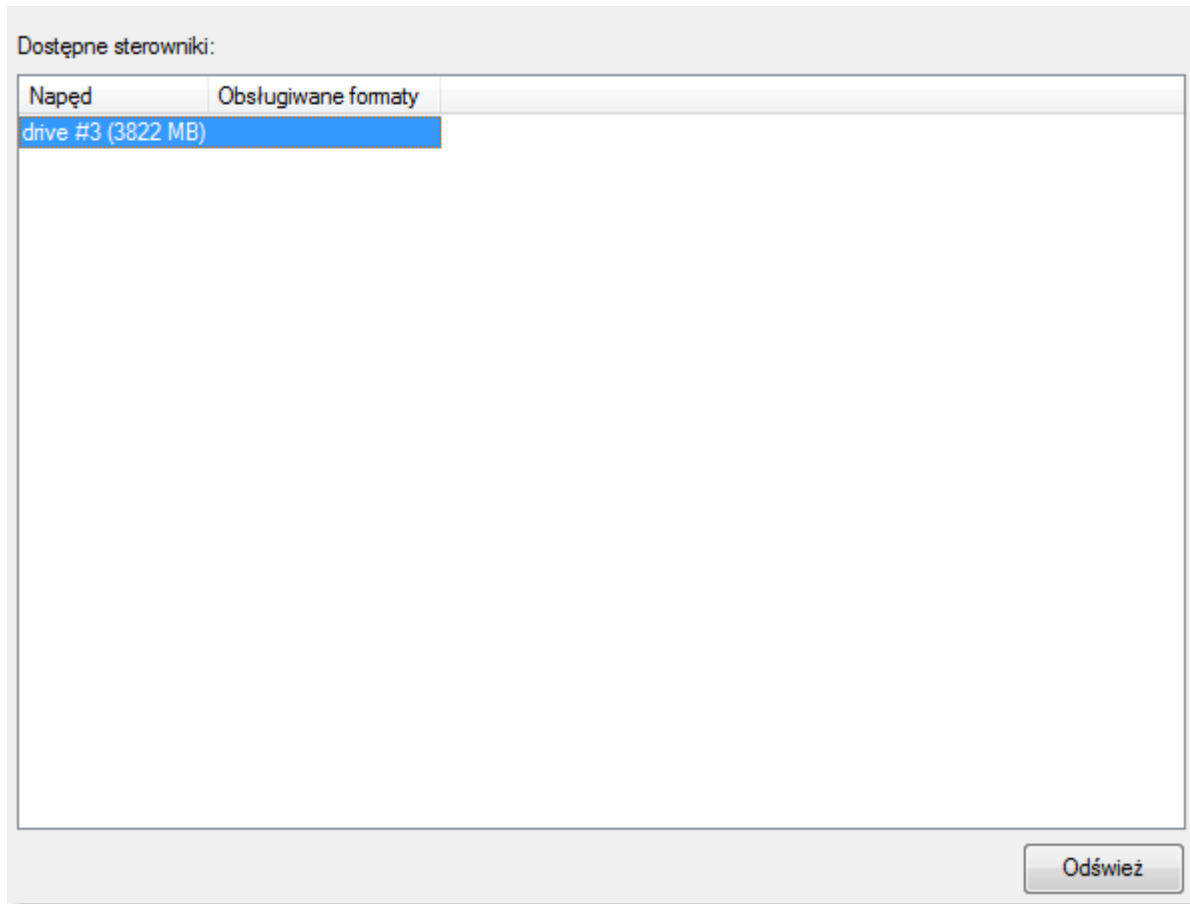 Dostępne sterowniki:
Napęd Obsługiwane formaty
drive #3 (3822 MB)
Odśwież